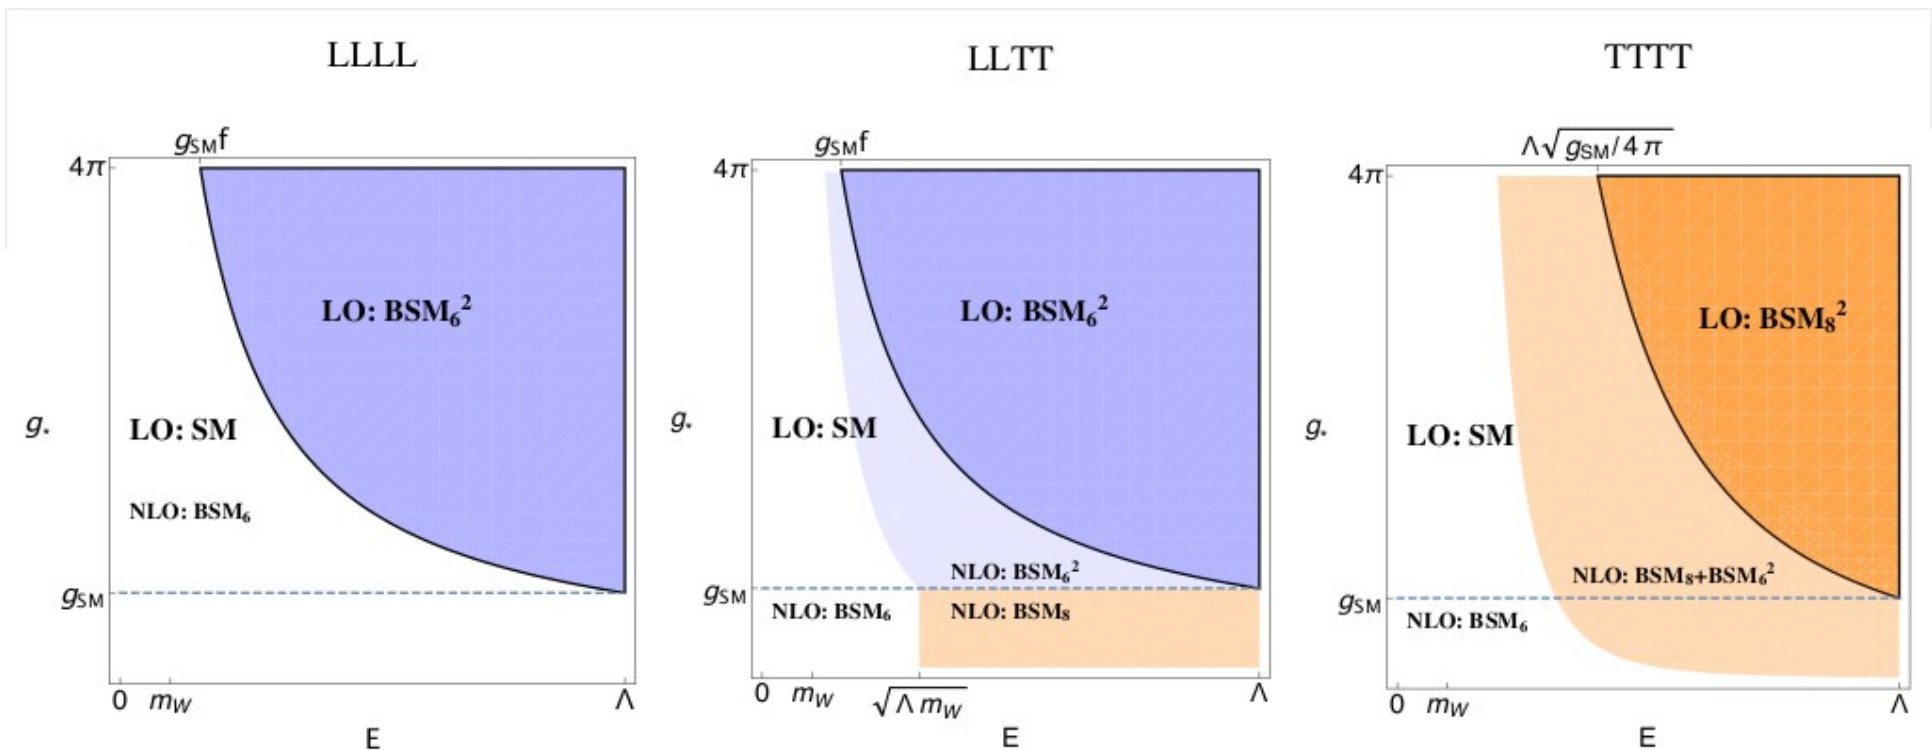 LLLL
g_SM f
4π
LO: BSM₆²
g*
LO: SM
NLO: BSM₆
g_SM
0 m_W Λ
E
LLTT
g_SM f
4π
LO: BSM₆²
g*
LO: SM
NLO: BSM₆²
g_SM
NLO: BSM₆ NLO: BSM₈
0 m_W √(Λ m_W) Λ
E
TTTT
Λ√(g_SM/4π)
4π
LO: BSM₈²
g*
LO: SM
NLO: BSM₈+BSM₆²
g_SM
NLO: BSM₆
0 m_W Λ
E